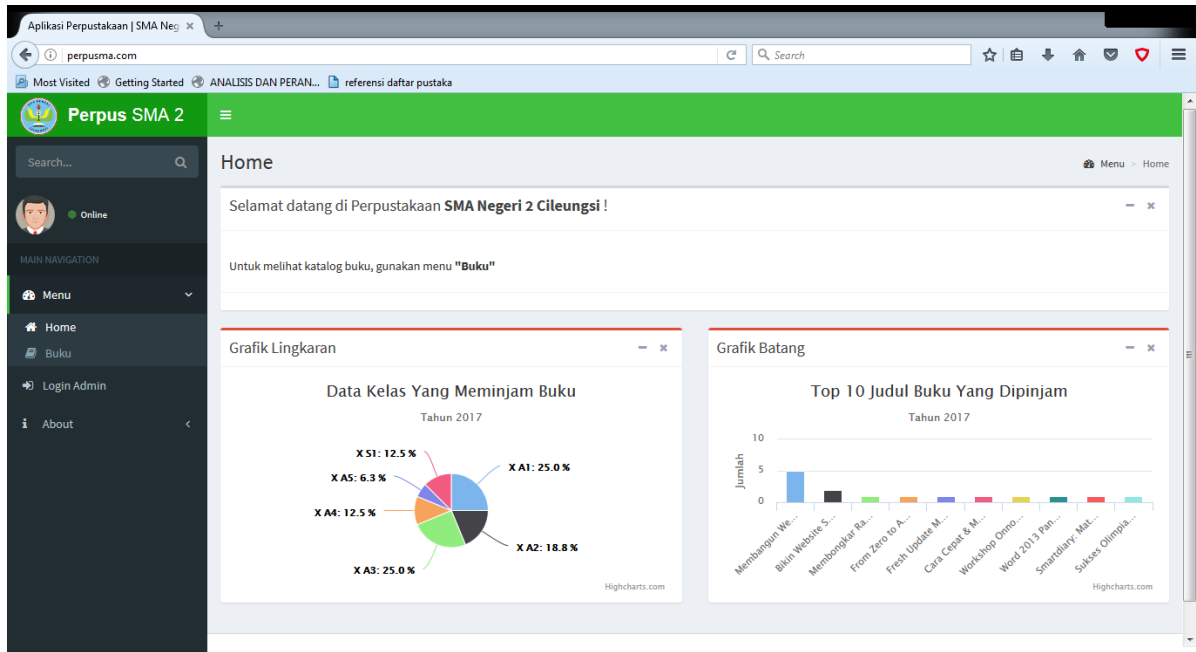 Aplikasi Perpustakaan | SMA Neg
perpusma.com
Search
Most Visited Getting Started ANALISIS DAN PERAN... referensi daftar pustaka
Perpus SMA 2
Search...
Online
MAIN NAVIGATION
Menu
Home
Buku
Login Admin
About
Home
Menu > Home
Selamat datang di Perpustakaan SMA Negeri 2 Cileungsi !
Untuk melihat katalog buku, gunakan menu "Buku"
Grafik Lingkaran
Data Kelas Yang Meminjam Buku
Tahun 2017
X S1: 12.5 %
X A1: 25.0 %
X A5: 6.3 %
X A4: 12.5 %
X A2: 18.8 %
X A3: 25.0 %
Highcharts.com
Grafik Batang
Top 10 Judul Buku Yang Dipinjam
Tahun 2017
Jumlah
10
5
0
Membangun We...
Bikin Website S...
Membongkar Ra...
From Zero to A...
Fresh Update M...
Cara Cepat & M...
Workshop Onno...
Word 2013 Pan...
Smartdiary: Mat...
Sukses Olimpia...
Highcharts.com